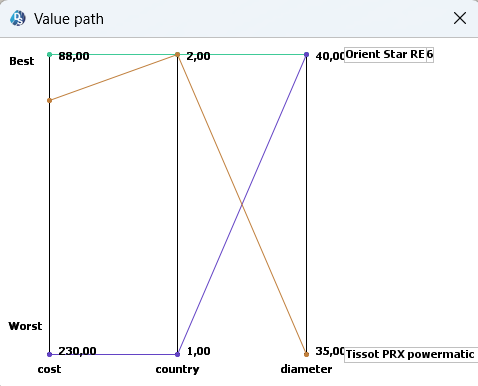 Value path
Best
88,00
2,00
40,00
Orient Star RE
6
Worst
230,00
1,00
35,00
Tissot PRX powermatic
cost
country
diameter